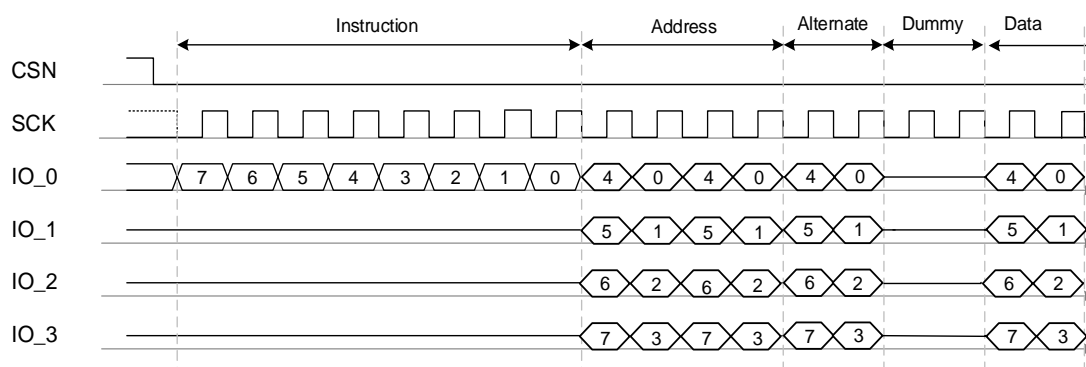 Instruction Address Alternate Dummy Data
CSN
SCK
IO_0 7 6 5 4 3 2 1 0 4 0 4 0 4 0 4 0
IO_1 5 1 5 1 5 1 5 1
IO_2 6 2 6 2 6 2 6 2
IO_3 7 3 7 3 7 3 7 3